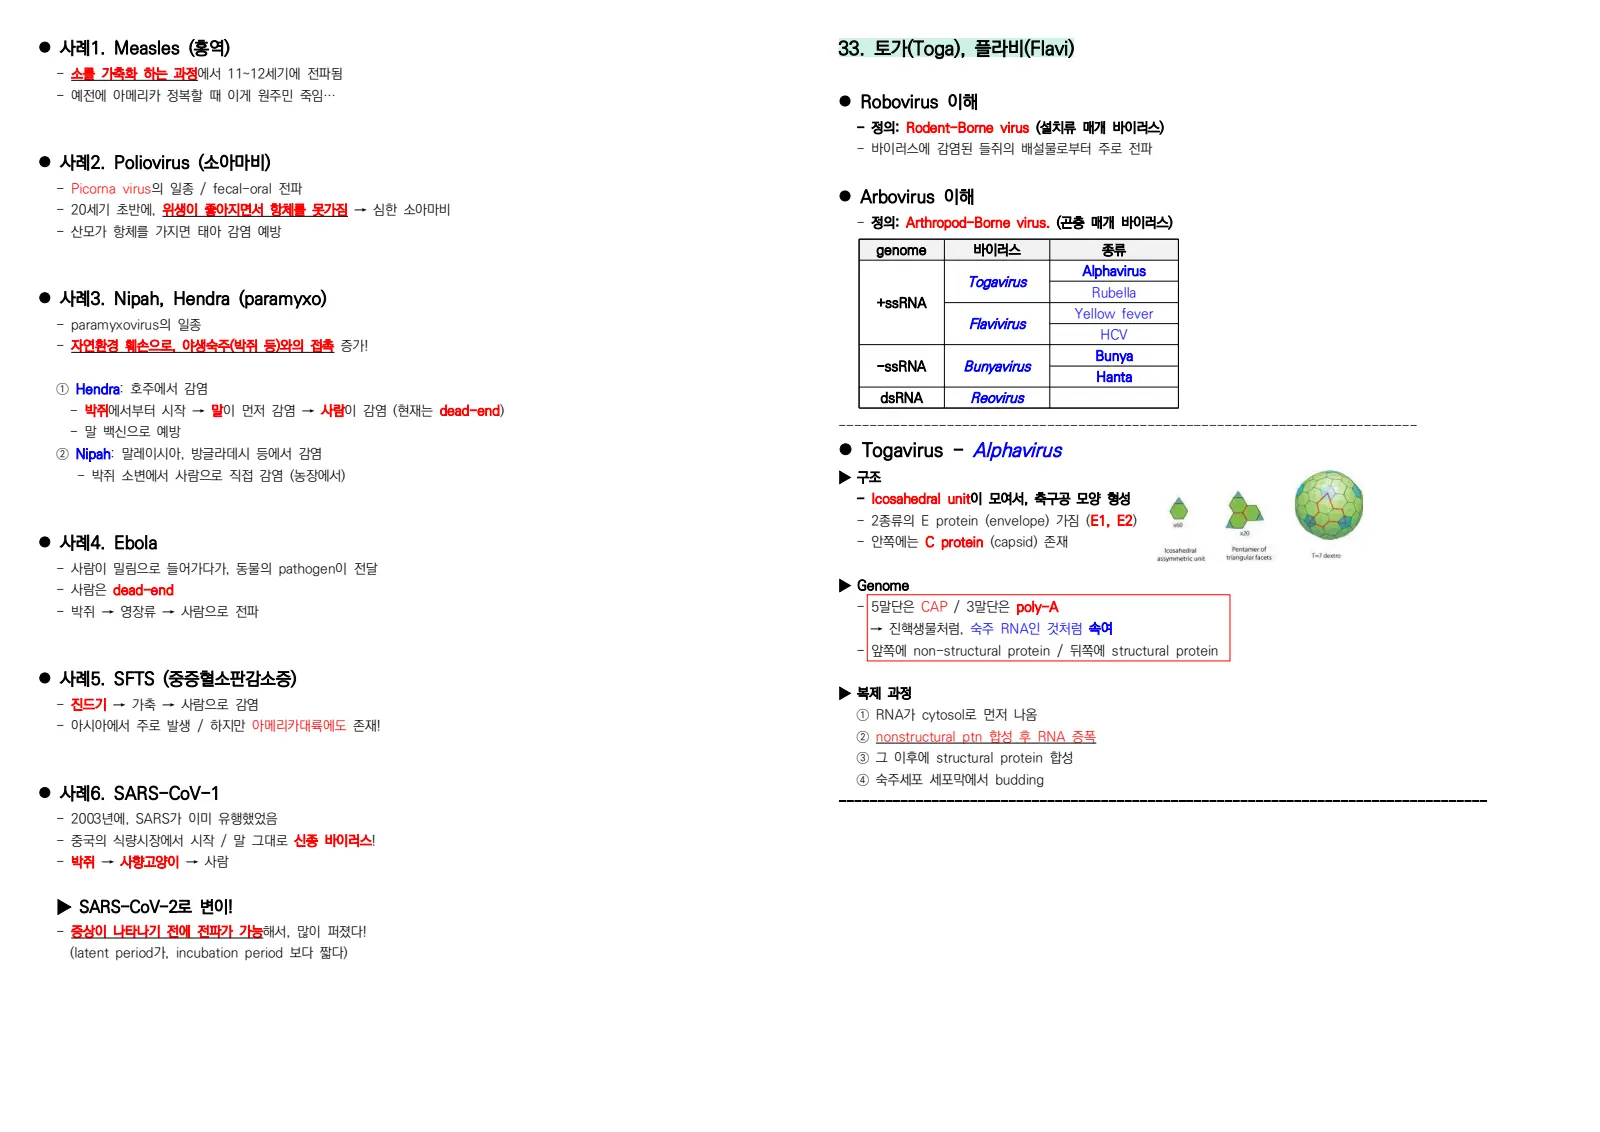 ● 사례1. Measles (홍역)
- 소를 가축화 하는 과정에서 11~12세기에 전파됨
- 예전에 아메리카 정복할 때 이게 원주민 죽임…
● 사례2. Poliovirus (소아마비)
- Picorna virus의 일종 / fecal-oral 전파
- 20세기 초반에, 위생이 좋아지면서 항체를 못가짐 → 심한 소아마비
- 산모가 항체를 가지면 태아 감염 예방
● 사례3. Nipah, Hendra (paramyxo)
- paramyxovirus의 일종
- 자연환경 훼손으로, 야생숙주(박쥐 등)와의 접촉 증가!
① Hendra: 호주에서 감염
- 박쥐에서부터 시작 → 말이 먼저 감염 → 사람이 감염 (현재는 dead-end)
- 말 백신으로 예방
② Nipah: 말레이시아, 방글라데시 등에서 감염
- 박쥐 소변에서 사람으로 직접 감염 (농장에서)
● 사례4. Ebola
- 사람이 밀림으로 들어가다가, 동물의 pathogen이 전달
- 사람은 dead-end
- 박쥐 → 영장류 → 사람으로 전파
● 사례5. SFTS (중증혈소판감소증)
- 진드기 → 가축 → 사람으로 감염
- 아시아에서 주로 발생 / 하지만 아메리카대륙에도 존재!
● 사례6. SARS-CoV-1
- 2003년에, SARS가 이미 유행했었음
- 중국의 식량시장에서 시작 / 말 그대로 신종 바이러스!
- 박쥐 → 사향고양이 → 사람
▶ SARS-CoV-2로 변이!
- 증상이 나타나기 전에 전파가 가능해서, 많이 퍼졌다!
(latent period가, incubation period 보다 짧다)
33. 토가(Toga), 플라비(Flavi)
● Robovirus 이해
- 정의: Rodent-Borne virus (설치류 매개 바이러스)
- 바이러스에 감염된 들쥐의 배설물로부터 주로 전파
● Arbovirus 이해
- 정의: Arthropod-Borne virus. (곤충 매개 바이러스)
genome 바이러스 종류
+ssRNA Togavirus Alphavirus
Rubella
Flavivirus Yellow fever
HCV
-ssRNA Bunyavirus Bunya
Hanta
dsRNA Reovirus
● Togavirus - Alphavirus
▶ 구조
- Icosahedral unit이 모여서, 축구공 모양 형성
- 2종류의 E protein (envelope) 가짐 (E1, E2)
- 안쪽에는 C protein (capsid) 존재
x60
Icosahedral
assymmetric unit
x20
Pentamer of
triangular facets
T=7 dextro
▶ Genome
- 5말단은 CAP / 3말단은 poly-A
→ 진핵생물처럼, 숙주 RNA인 것처럼 속여
- 앞쪽에 non-structural protein / 뒤쪽에 structural protein
▶ 복제 과정
① RNA가 cytosol로 먼저 나옴
② nonstructural ptn 합성 후 RNA 증폭
③ 그 이후에 structural protein 합성
④ 숙주세포 세포막에서 budding